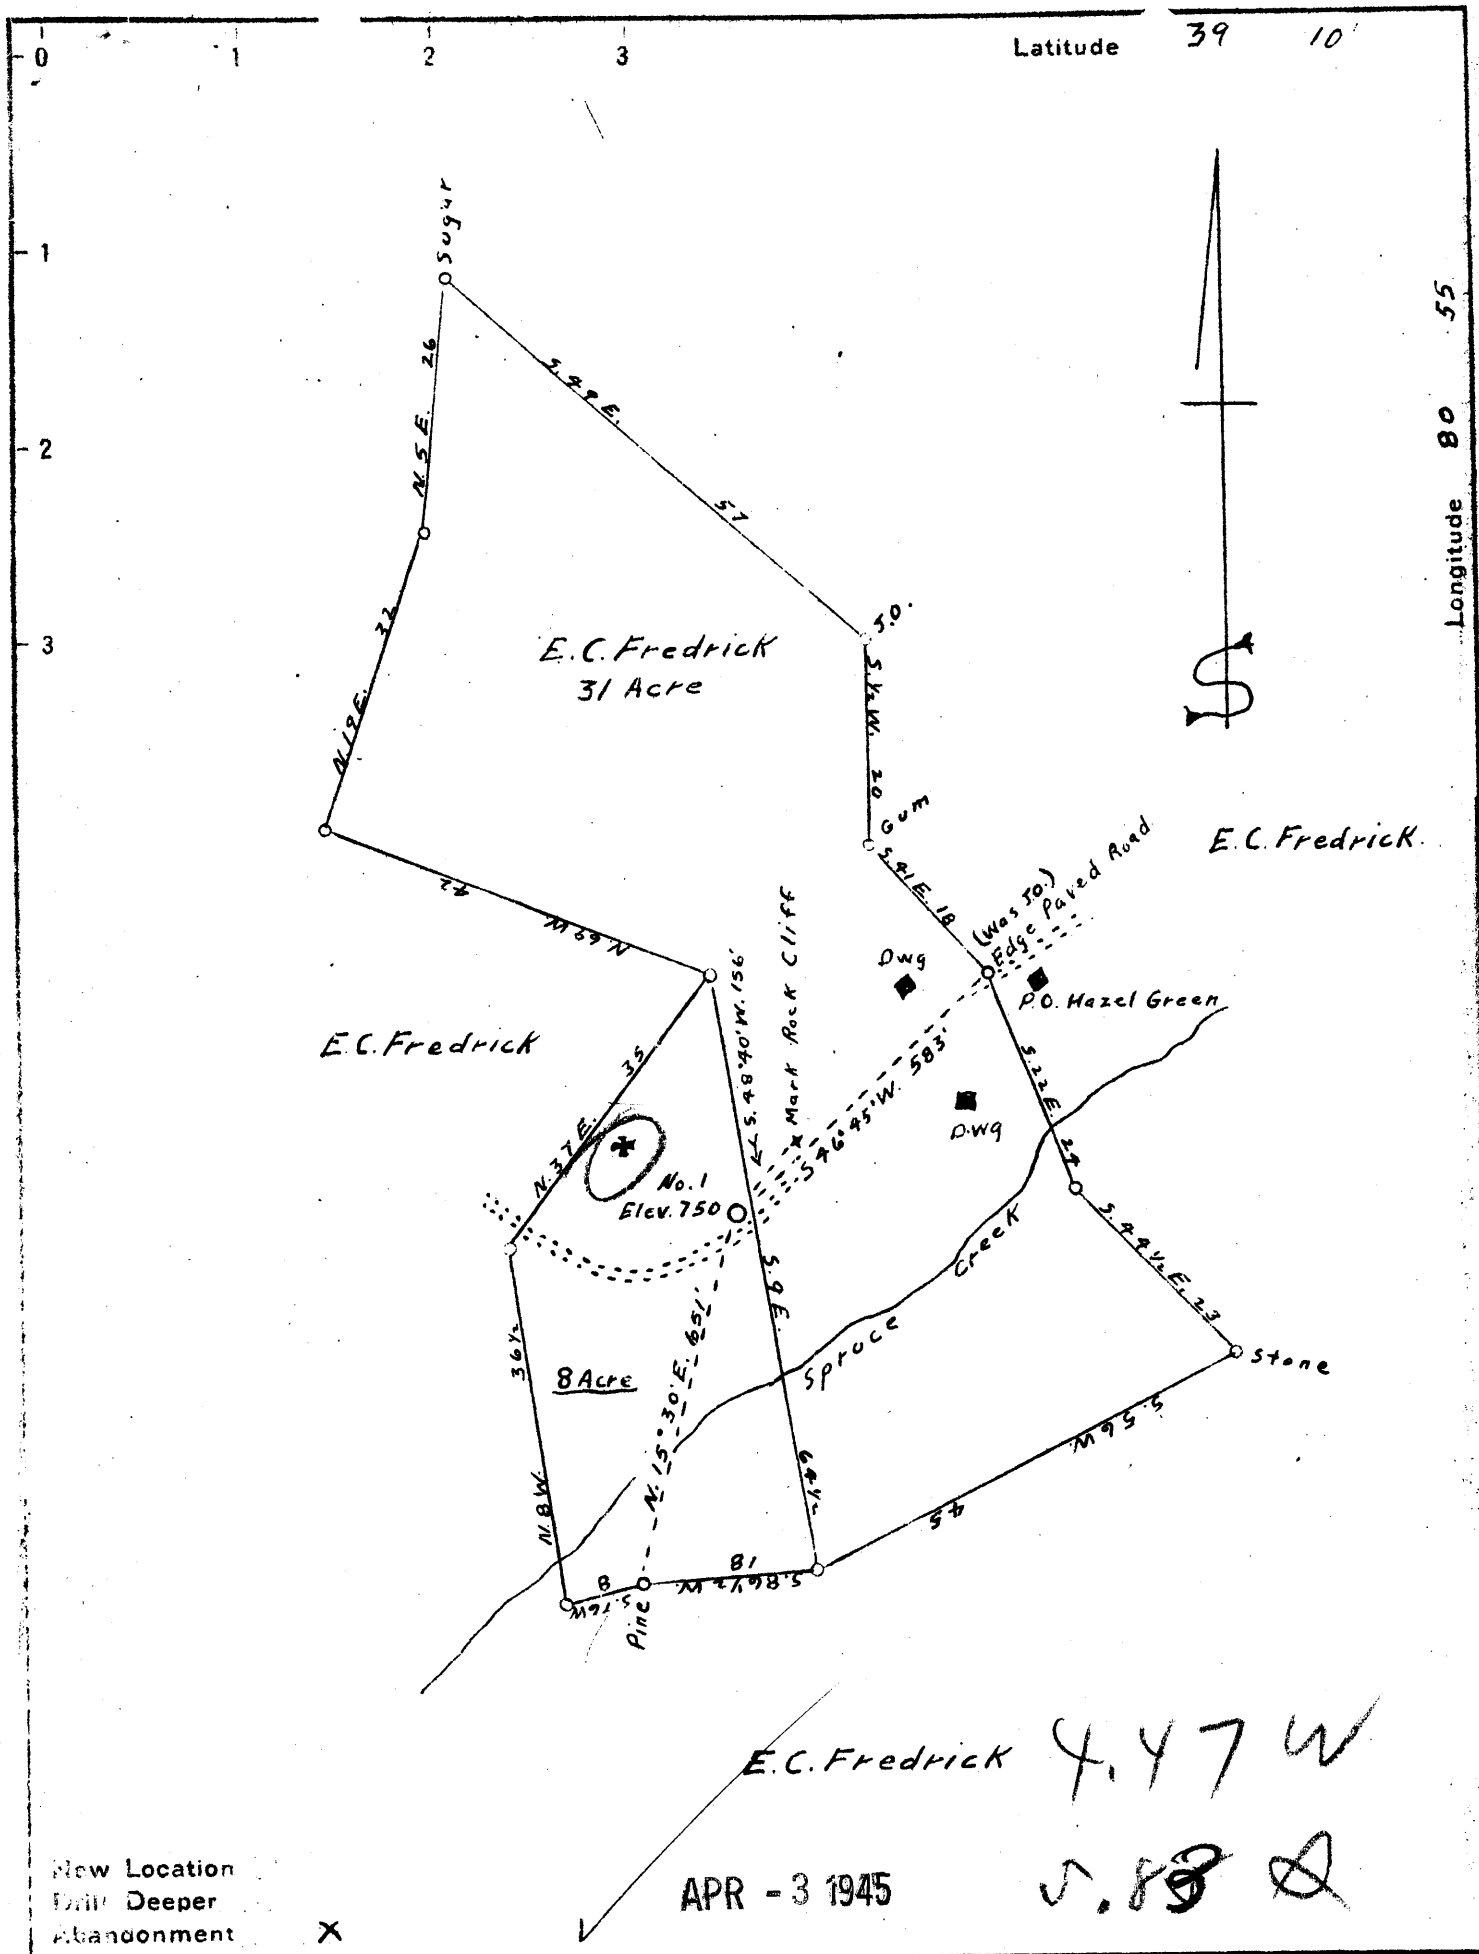 0 1 2 3
Latitude 39 10'
1
2
3
Longitude 80 55
Sugar
N. 5 E. 26
S. 49 E. 57
J.O.
N. 19 E. 32
E.C. Fredrick
31 Acre
S. ½ W. 20
Gum
S. 41 E. 18
(Was J.O.)
Edge Paved Road
E.C. Fredrick.
N. 69 W. 42
S. 48°40' W. 156'
x Mark Rock Cliff
Dwg
P.O. Hazel Green
E.C. Fredrick
N. 37 E. 35
S 46°45' W. 583'
Dwg
S. 22 E. 24
No. 1
Elev. 750
S. 9 E. 64½
Spruce Creek
S. 44½ E. 23
Stone
N. 8 W. 36½
8 Acre
N. 15°30' E. 651'
S. 56 W. 45
S. 76 W 8
Pine
S. 86½ W. 18
E.C. Fredrick
4.47 W
New Location
Drill Deeper
Abandonment X
APR - 3 1945
S